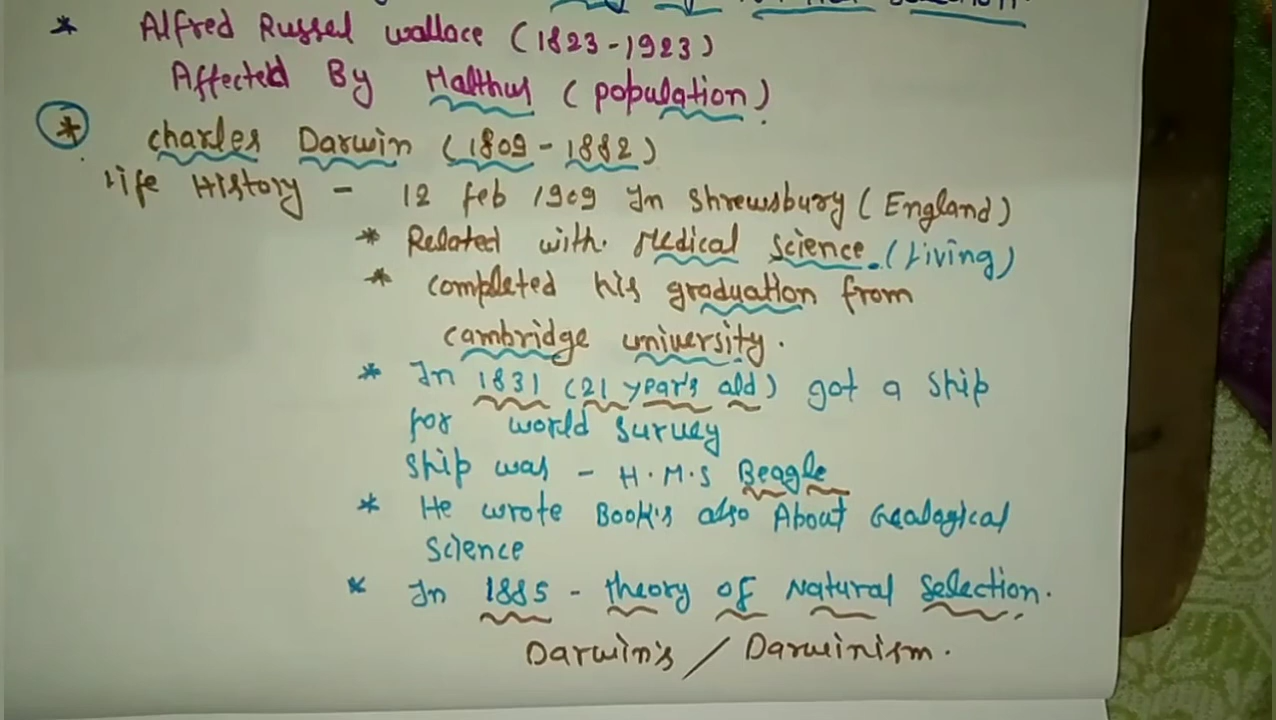 selection.
* Alfred Russel wallace (1823-1923)
Affected By Malthus (population)
* charles Darwin (1809-1882)
Life History - 12 feb 1909 In Shrewsbury (England)
* Related with. Medical Science. (Living)
* completed his graduation from
cambridge university.
* In 1831 (21 year's old) got a ship
for world Survey
Ship was - H.M.S Beagle
* He wrote Book's also About Gealogical
Science
* In 1885 - theory of Natural Selection.
Darwin's / Darwinism.